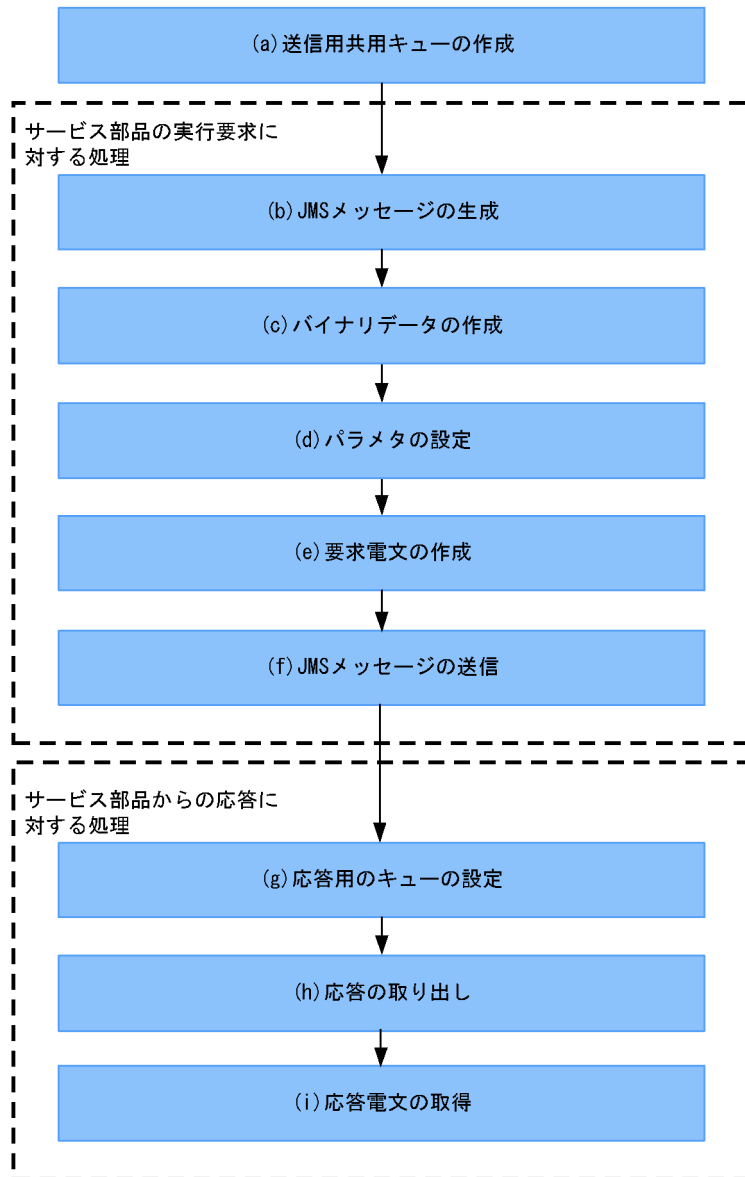 (a)送信用共用キューの作成
サービス部品の実行要求に
対する処理
(b)JMSメッセージの生成
(c)バイナリデータの作成
(d)パラメタの設定
(e)要求電文の作成
(f)JMSメッセージの送信
サービス部品からの応答に
対する処理
(g)応答用のキューの設定
(h)応答の取り出し
(i)応答電文の取得